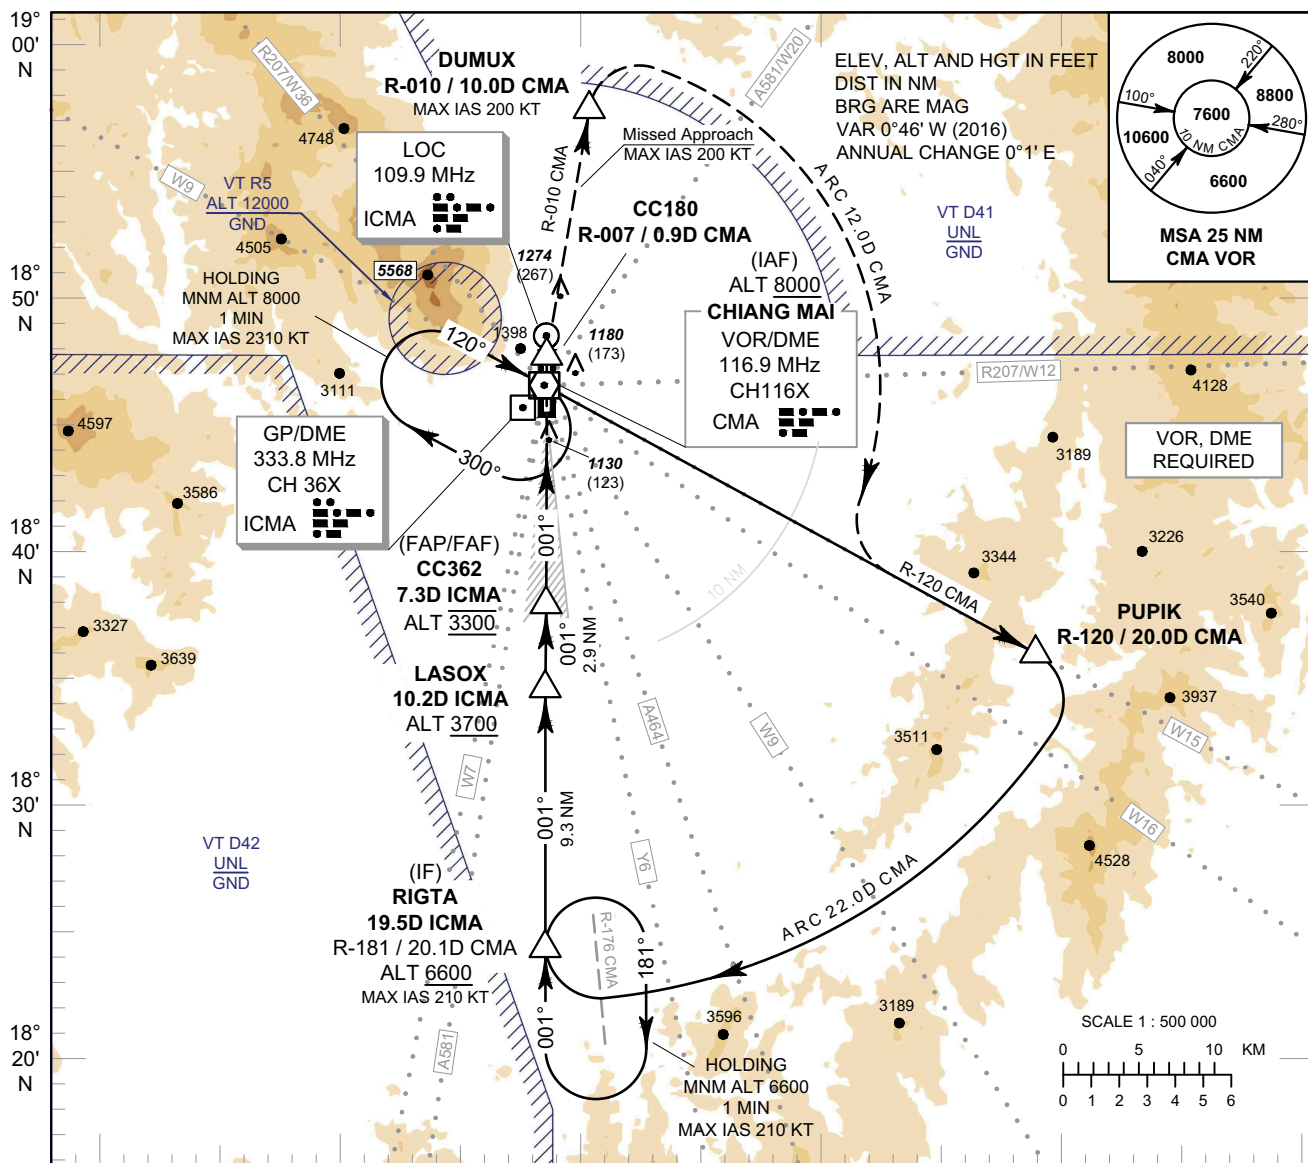 19°
00'
N
DUMUX
R-010 / 10.0D CMA
MAX IAS 200 KT
R207/W36
A581/W20
ELEV, ALT AND HGT IN FEET
DIST IN NM
BRG ARE MAG
VAR 0°46' W (2016)
ANNUAL CHANGE 0°1' E
8000
220°
8800
100°
7600
280°
10600
10 NM CMA
040°
6600
MSA 25 NM
CMA VOR
4748
LOC
109.9 MHz
ICMA
Missed Approach
MAX IAS 200 KT
R-010 CMA
ARC 12.0D CMA
W9
VT R5
ALT 12000
GND
4505
5568
CC180
R-007 / 0.9D CMA
VT D41
UNL
GND
1274
(267)
18°
50'
N
HOLDING
MNM ALT 8000
1 MIN
MAX IAS 2310 KT
(IAF)
ALT 8000
CHIANG MAI
VOR/DME
116.9 MHz
CH116X
CMA
120°
1398
1180
(173)
3111
R207/W12
4128
4597
GP/DME
333.8 MHz
CH 36X
ICMA
300°
1130
(123)
3189
VOR, DME
REQUIRED
3586
18°
40'
N
(FAP/FAF)
CC362
7.3D ICMA
ALT 3300
001°
10 NM
3344
3226
R-120 CMA
3540
PUPIK
R-120 / 20.0D CMA
3327
3639
001°
2.9 NM
LASOX
10.2D ICMA
ALT 3700
A464
W9
3937
W15
3511
W7
18°
30'
N
001°
9.3 NM
W16
VT D42
UNL
GND
Y6
4528
(IF)
RIGTA
19.5D ICMA
R-181 / 20.1D CMA
ALT 6600
MAX IAS 210 KT
R-176 CMA
181°
ARC 22.0D CMA
001°
A581
3596
3189
18°
20'
N
HOLDING
MNM ALT 6600
1 MIN
MAX IAS 210 KT
SCALE 1 : 500 000
0 5 10 KM
0 1 2 3 4 5 6